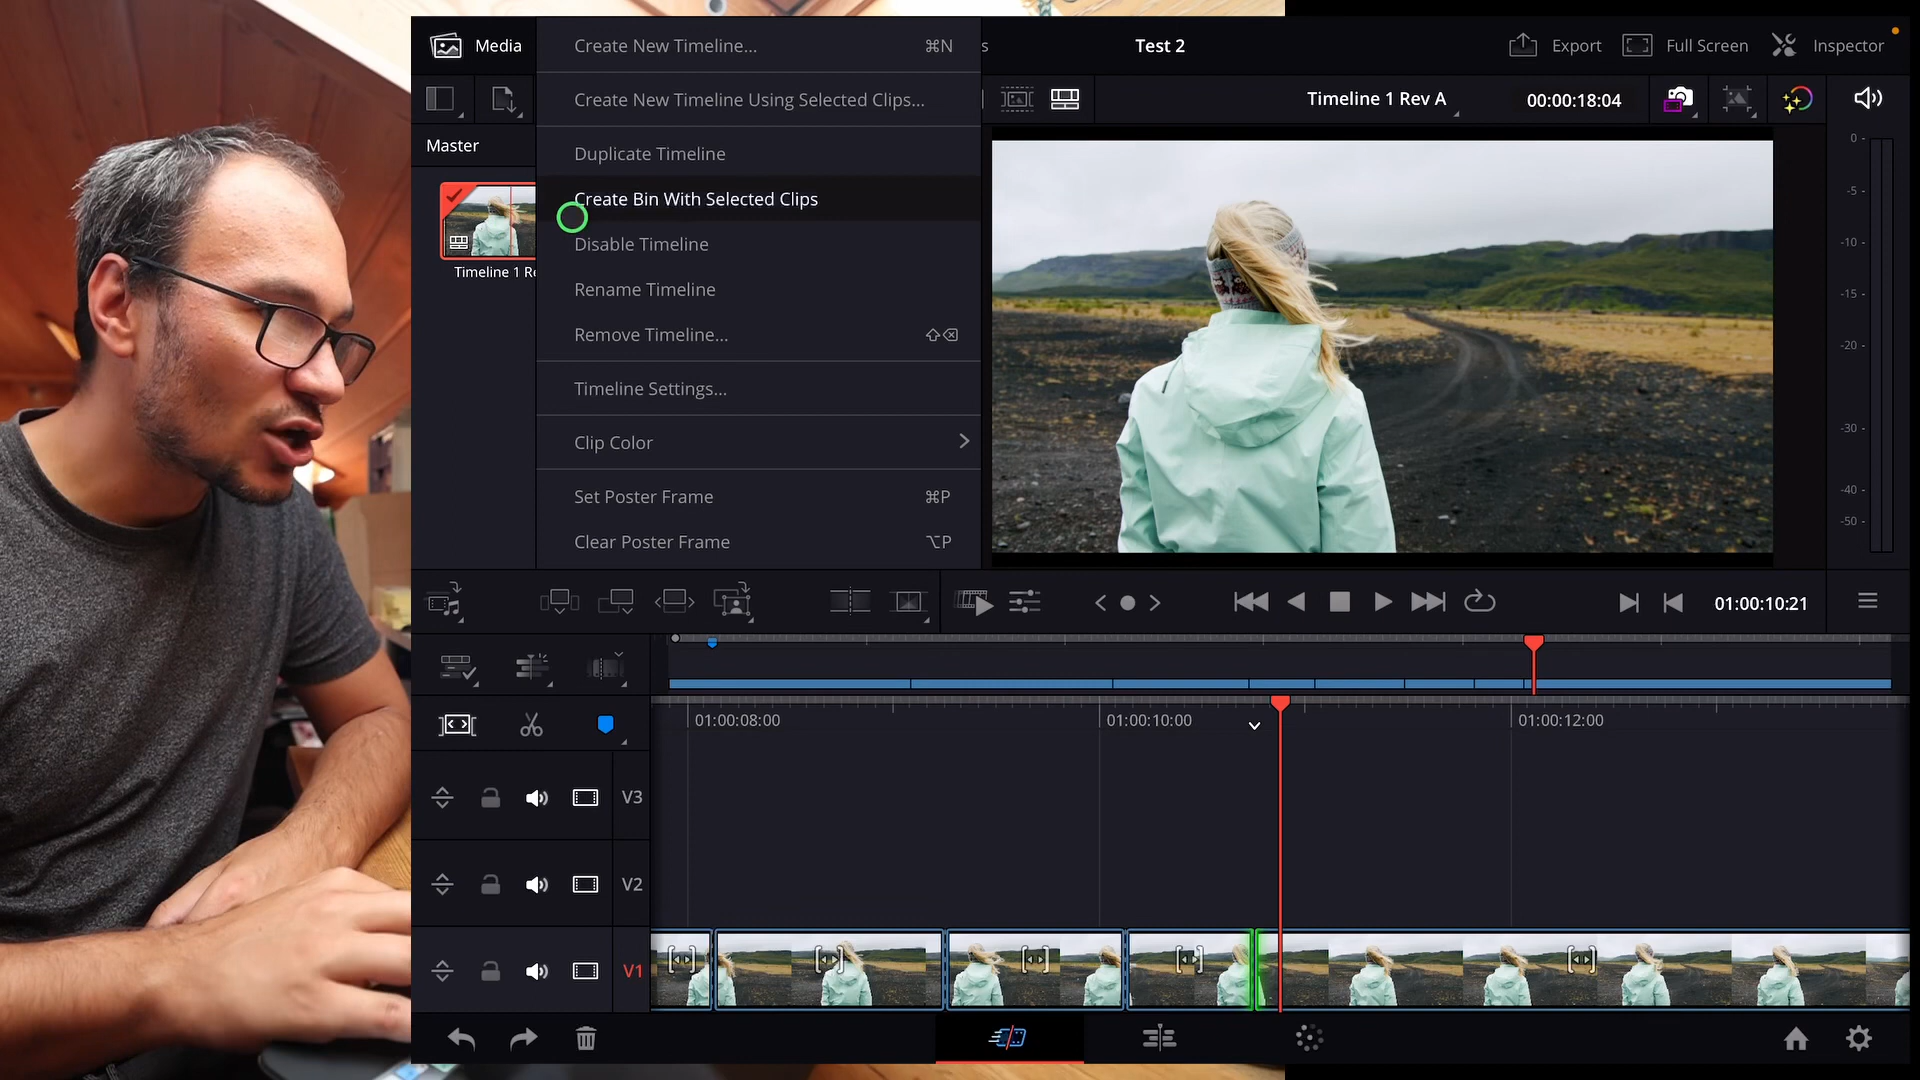 Media
Create New Timeline... ⌘N
s
Test 2
Export
Full Screen
Inspector
Create New Timeline Using Selected Clips...
Timeline 1 Rev A
00:00:18:04
Master
Duplicate Timeline
Create Bin With Selected Clips
Disable Timeline
Timeline 1 Re
Rename Timeline
Remove Timeline... ⇧⌫
Timeline Settings...
Clip Color
Set Poster Frame ⌘P
Clear Poster Frame ⌥P
0 -
-5 -
-10 -
-15 -
-20 -
-30 -
-40 -
-50 -
01:00:10:21
01:00:08:00
01:00:10:00
01:00:12:00
V3
V2
V1